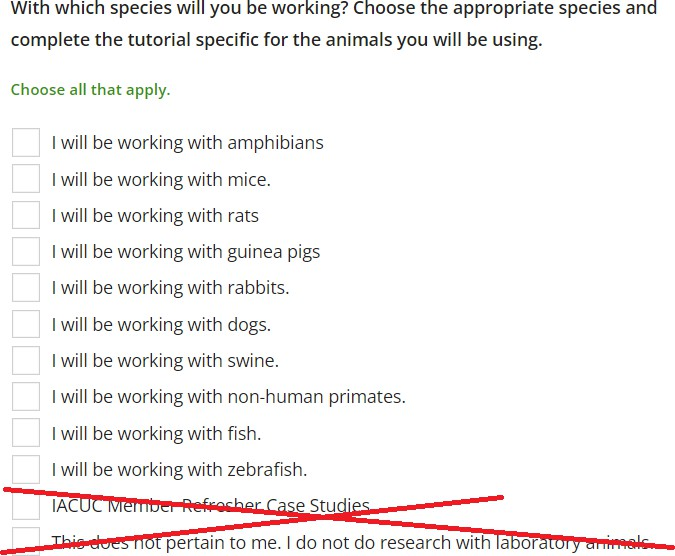 With which species will you be working? Choose the appropriate species and
complete the tutorial specific for the animals you will be using.
Choose all that apply.
I will be working with amphibians
I will be working with mice.
I will be working with rats
I will be working with guinea pigs
I will be working with rabbits.
I will be working with dogs.
I will be working with swine.
I will be working with non-human primates.
I will be working with fish.
I will be working with zebrafish.
IACUC Member Refresher Case Studies
This does not pertain to me. I do not do research with laboratory animals.